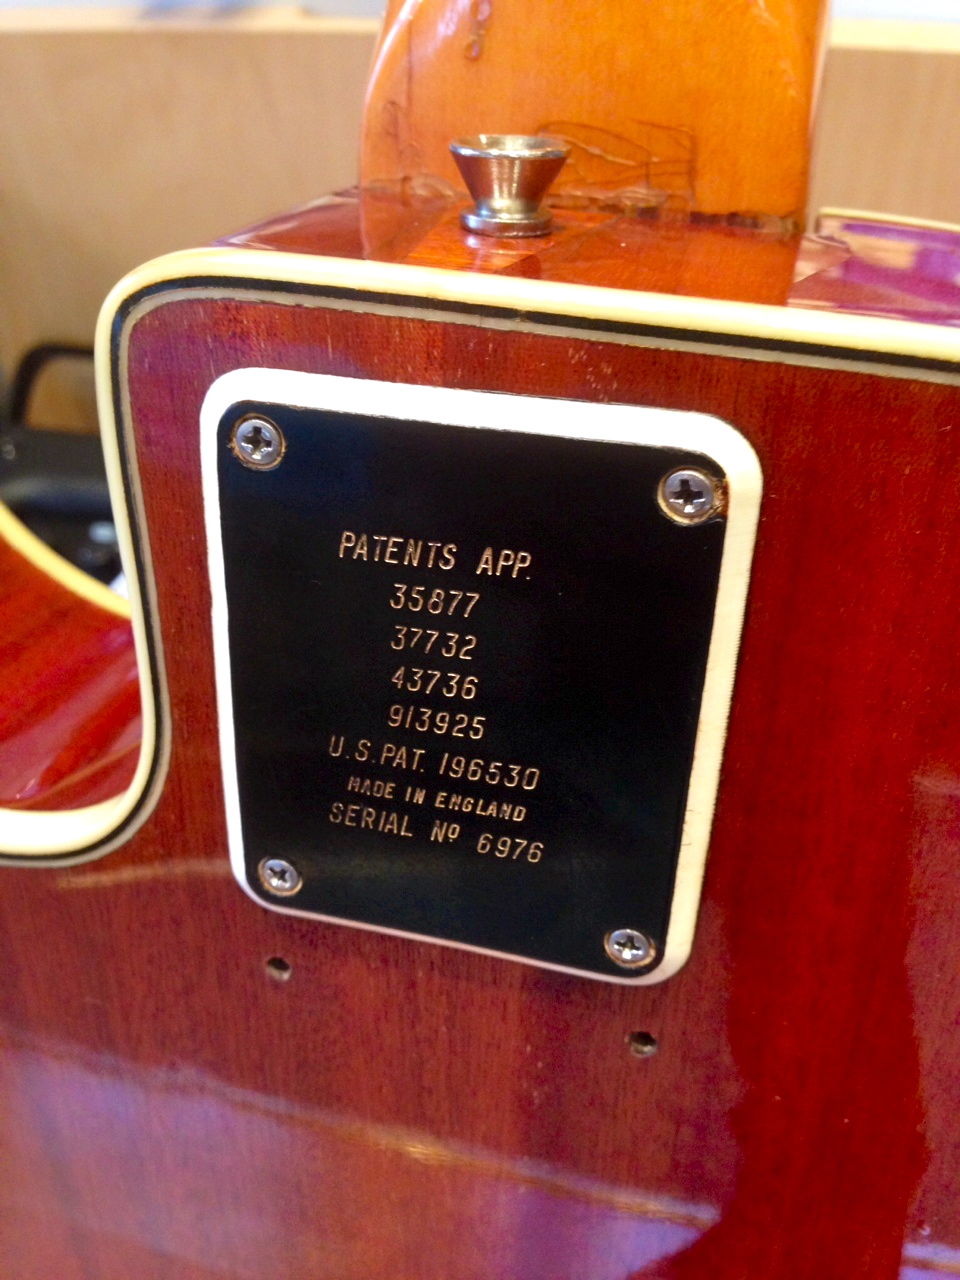 PATENTS APP.
35877
37732
43736
913925
U.S.PAT. 196530
MADE IN ENGLAND
SERIAL Nº 6976